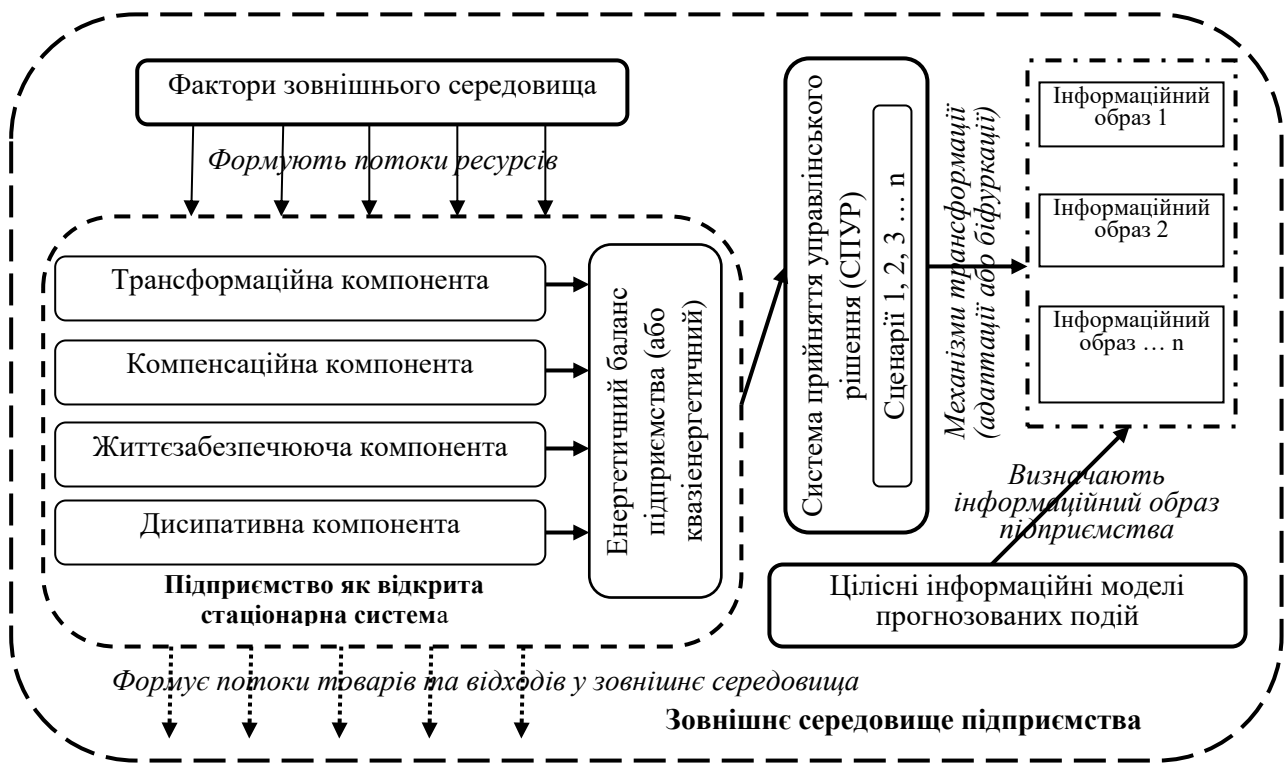 Фактори зовнішнього середовища
Формують потоки ресурсів
Трансформаційна компонента
Компенсаційна компонента
Життєзабезпечююча компонента
Дисипативна компонента
Підприємство як відкрита
стаціонарна система
Енергетичний баланс
підприємства (або
квазіенергетичний)
Система прийняття управлінського
рішення (СПУР)
Сценарії 1, 2, 3 … n
Механізми трансформації
(адаптації або біфуркації)
Інформаційний
образ 1
Інформаційний
образ 2
Інформаційний
образ … n
Визначають
інформаційний образ
підприємства
Цілісні інформаційні моделі
прогнозованих подій
Формує потоки товарів та відходів у зовнішнє середовища
Зовнішнє середовище підприємства